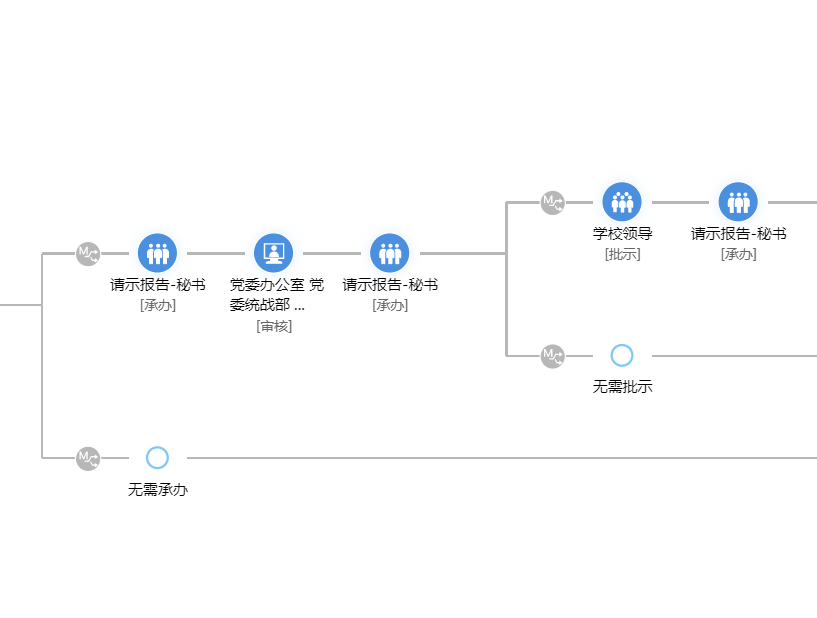 M
学校领导
[批示]
请示报告-秘书
[承办]
M
请示报告-秘书
[承办]
党委办公室 党
委统战部 ...
[审核]
请示报告-秘书
[承办]
M
无需批示
M
无需承办